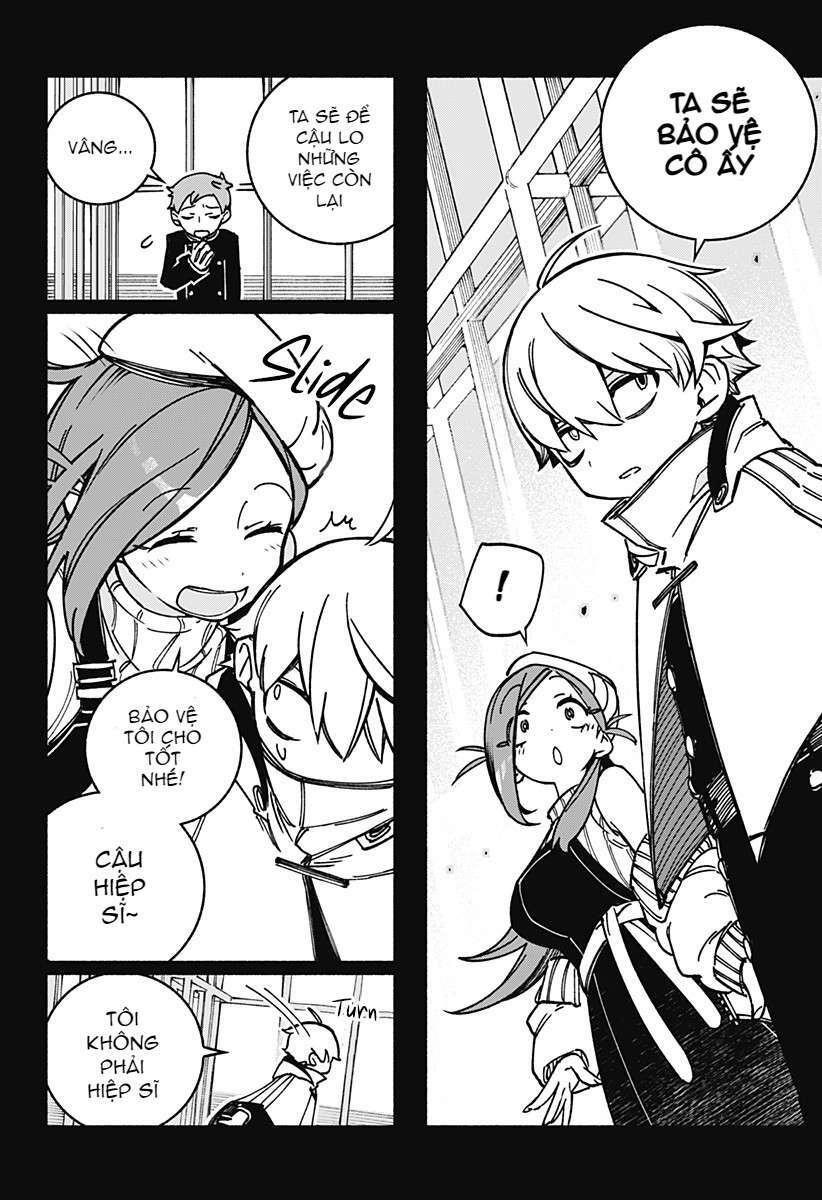 TA SẼ
BẢO VỆ
CÔ ẤY
!
TA SẼ ĐỀ
CẬU LO
NHỮNG
VIỆC CÒN
LẠI
VÂNG...
Slide
BẢO VỆ
TÔI CHO
TỐT
NHÉ!
CẬU
HIỆP
SĨ~
Turn
TÔI
KHÔNG
PHẢI
HIỆP SĨ